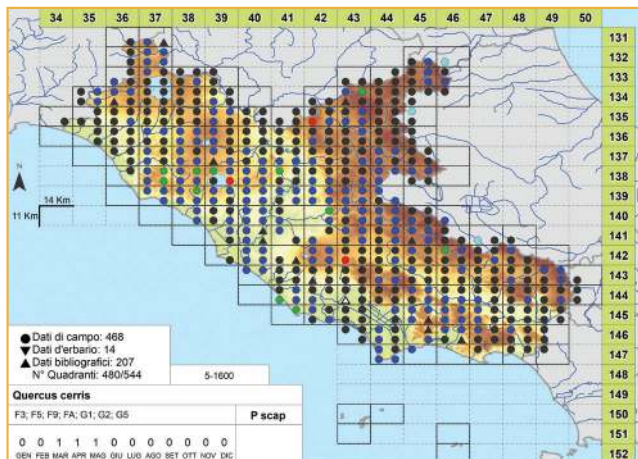 34 35 36 37 38 39 40 41 42 43 44 45 46 47 48 49 50
131
132
133
134
135
136
137
138
139
140
141
142
143
144
145
146
147
148
149
150
151
152
N
14 Km
11 Km
Dati di campo: 468
Dati d'erbario: 14
Dati bibliografici: 207
N° Quadranti: 480/544
5-1600
Quercus cerris
F3; F5; F9; FA; G1; G2; G5
P scap
0 0 1 1 1 0 0 0 0 0 0 0
GEN FEB MAR APR MAG GIU LUG AGO SET OTT NOV DIC